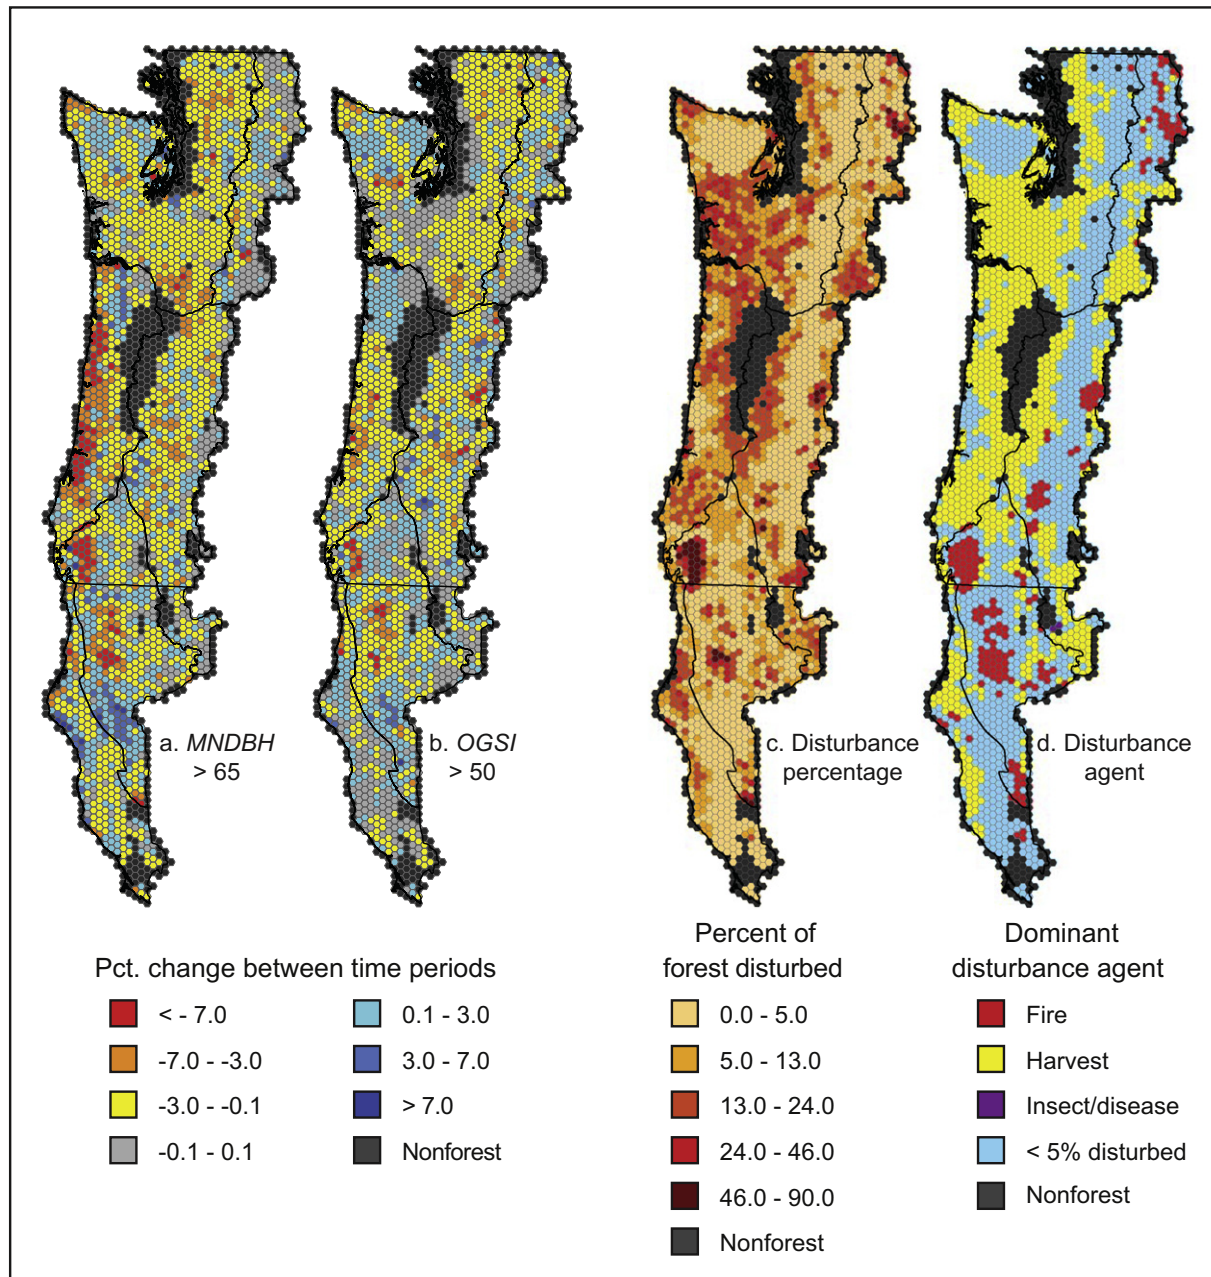 a. MNDBH
> 65
b. OGSI
> 50
c. Disturbance
percentage
d. Disturbance
agent
Pct. change between time periods
< - 7.0
-7.0 - -3.0
-3.0 - -0.1
-0.1 - 0.1
0.1 - 3.0
3.0 - 7.0
> 7.0
Nonforest
Percent of
forest disturbed
0.0 - 5.0
5.0 - 13.0
13.0 - 24.0
24.0 - 46.0
46.0 - 90.0
Nonforest
Dominant
disturbance agent
Fire
Harvest
Insect/disease
< 5% disturbed
Nonforest